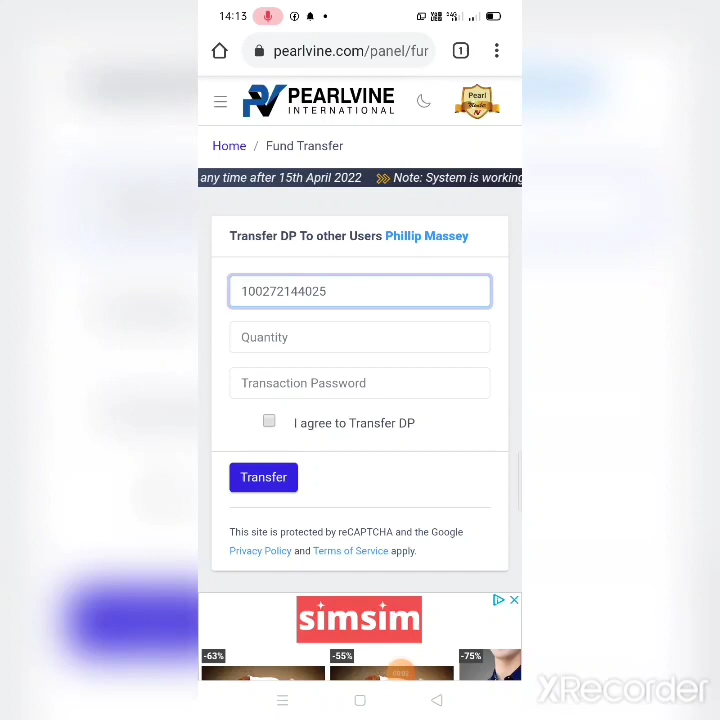 14:13
pearlvine.com/panel/fur
1
PEARLVINE
INTERNATIONAL
Pearl
Home / Fund Transfer
any time after 15th April 2022 Note: System is working
Transfer DP To other Users Phillip Massey
100272144025
Quantity
Transaction Password
I agree to Transfer DP
Transfer
This site is protected by reCAPTCHA and the Google
Privacy Policy and Terms of Service apply.
simsim
-63%
-55%
-75%
XRecorder